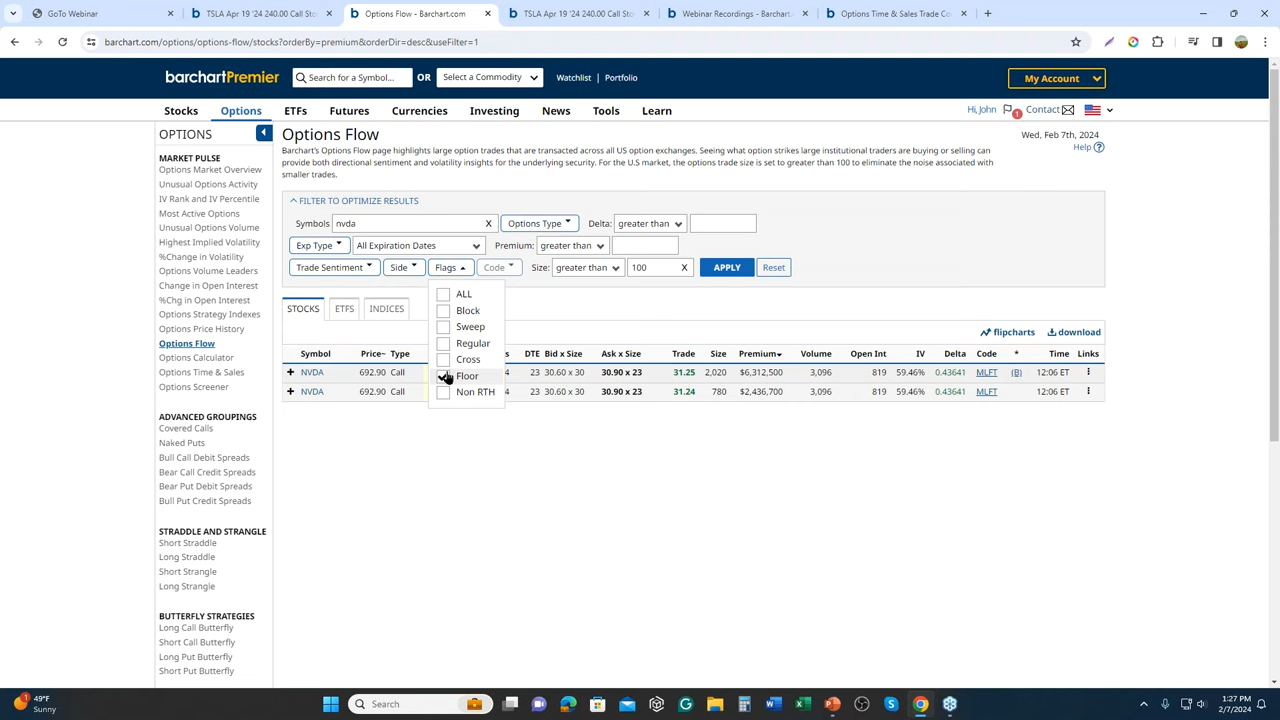 GoTo Webinar
TSLA Apr 19 '24 240.00 Call Sto
Options Flow - Barchart.com
TSLA Apr 19 '24 240.00 Call Sto
Webinar Recordings - Barchart.
Options Time & Sales Trade Co
barchart.com/options/options-flow/stocks?orderBy=premium&orderDir=desc&useFilter=1
barchartPremier
Search for a Symbol...
OR
Select a Commodity
Watchlist
Portfolio
My Account
Stocks Options ETFs Futures Currencies Investing News Tools Learn
Hi, John
1
Contact
OPTIONS
MARKET PULSE
Options Market Overview
Unusual Options Activity
IV Rank and IV Percentile
Most Active Options
Unusual Options Volume
Highest Implied Volatility
%Change in Volatility
Options Volume Leaders
Change in Open Interest
%Chg in Open Interest
Options Strategy Indexes
Options Price History
Options Flow
Options Calculator
Options Time & Sales
Options Screener
ADVANCED GROUPINGS
Covered Calls
Naked Puts
Bull Call Debit Spreads
Bear Call Credit Spreads
Bear Put Debit Spreads
Bull Put Credit Spreads
STRADDLE AND STRANGLE
Short Straddle
Long Straddle
Short Strangle
Long Strangle
BUTTERFLY STRATEGIES
Long Call Butterfly
Short Call Butterfly
Long Put Butterfly
Short Put Butterfly
Options Flow
Wed, Feb 7th, 2024
Help
Barchart's Options Flow page highlights large option trades that are transacted across all US option exchanges. Seeing what option strikes large institutional traders are buying or selling can
provide both directional sentiment and volatility insights for the underlying security. For the U.S. market, the options trade size is set to greater than 100 to eliminate the noise associated with
smaller trades.
FILTER TO OPTIMIZE RESULTS
Symbols nvda X Options Type Delta: greater than
Exp Type All Expiration Dates Premium: greater than
Trade Sentiment Side Flags Code Size: greater than 100 X APPLY Reset
ALL
Block
Sweep
Regular
Cross
Floor
Non RTH
STOCKS ETFS INDICES
flipcharts download
Symbol Price~ Type s DTE Bid x Size Ask x Size Trade Size Premium Volume Open Int IV Delta Code * Time Links
NVDA 692.90 Call 4 23 30.60 x 30 30.90 x 23 31.25 2,020 $6,312,500 3,096 819 59.46% 0.43641 MLFT (B) 12:06 ET
NVDA 692.90 Call 23 30.60 x 30 30.90 x 23 31.24 780 $2,436,700 3,096 819 59.46% 0.43641 MLFT 12:06 ET
49°F
Sunny
Search
1:27 PM
2/7/2024